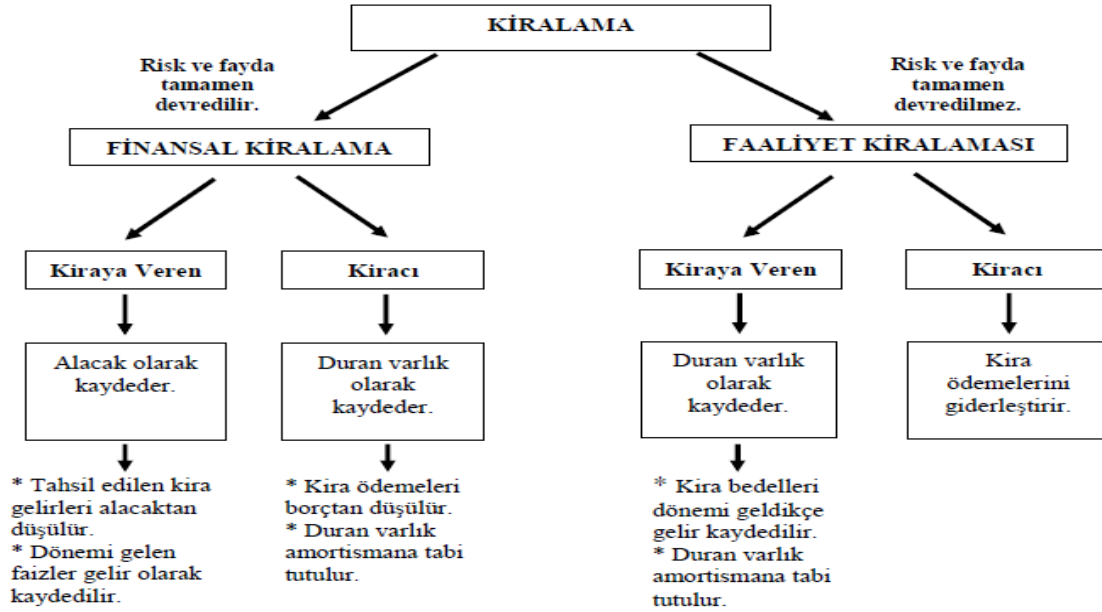 KİRALAMA
Risk ve fayda
tamamen
devredilir.
Risk ve fayda
tamamen
devredilmez.
FİNANSAL KİRALAMA
FAALİYET KİRALAMASI
Kiraya Veren
Kiracı
Kiraya Veren
Kiracı
Alacak olarak
kaydeder.
Duran varlık
olarak
kaydeder.
Duran varlık
olarak
kaydeder.
Kira
ödemelerini
giderleştirir.
* Tahsil edilen kira
gelirleri alacaktan
düşülür.
* Dönemi gelen
faizler gelir olarak
kaydedilir.
* Kira ödemeleri
borçtan düşülür.
* Duran varlık
amortismana tabi
tutulur.
* Kira bedelleri
dönemi geldikçe
gelir kaydedilir.
* Duran varlık
amortismana tabi
tutulur.